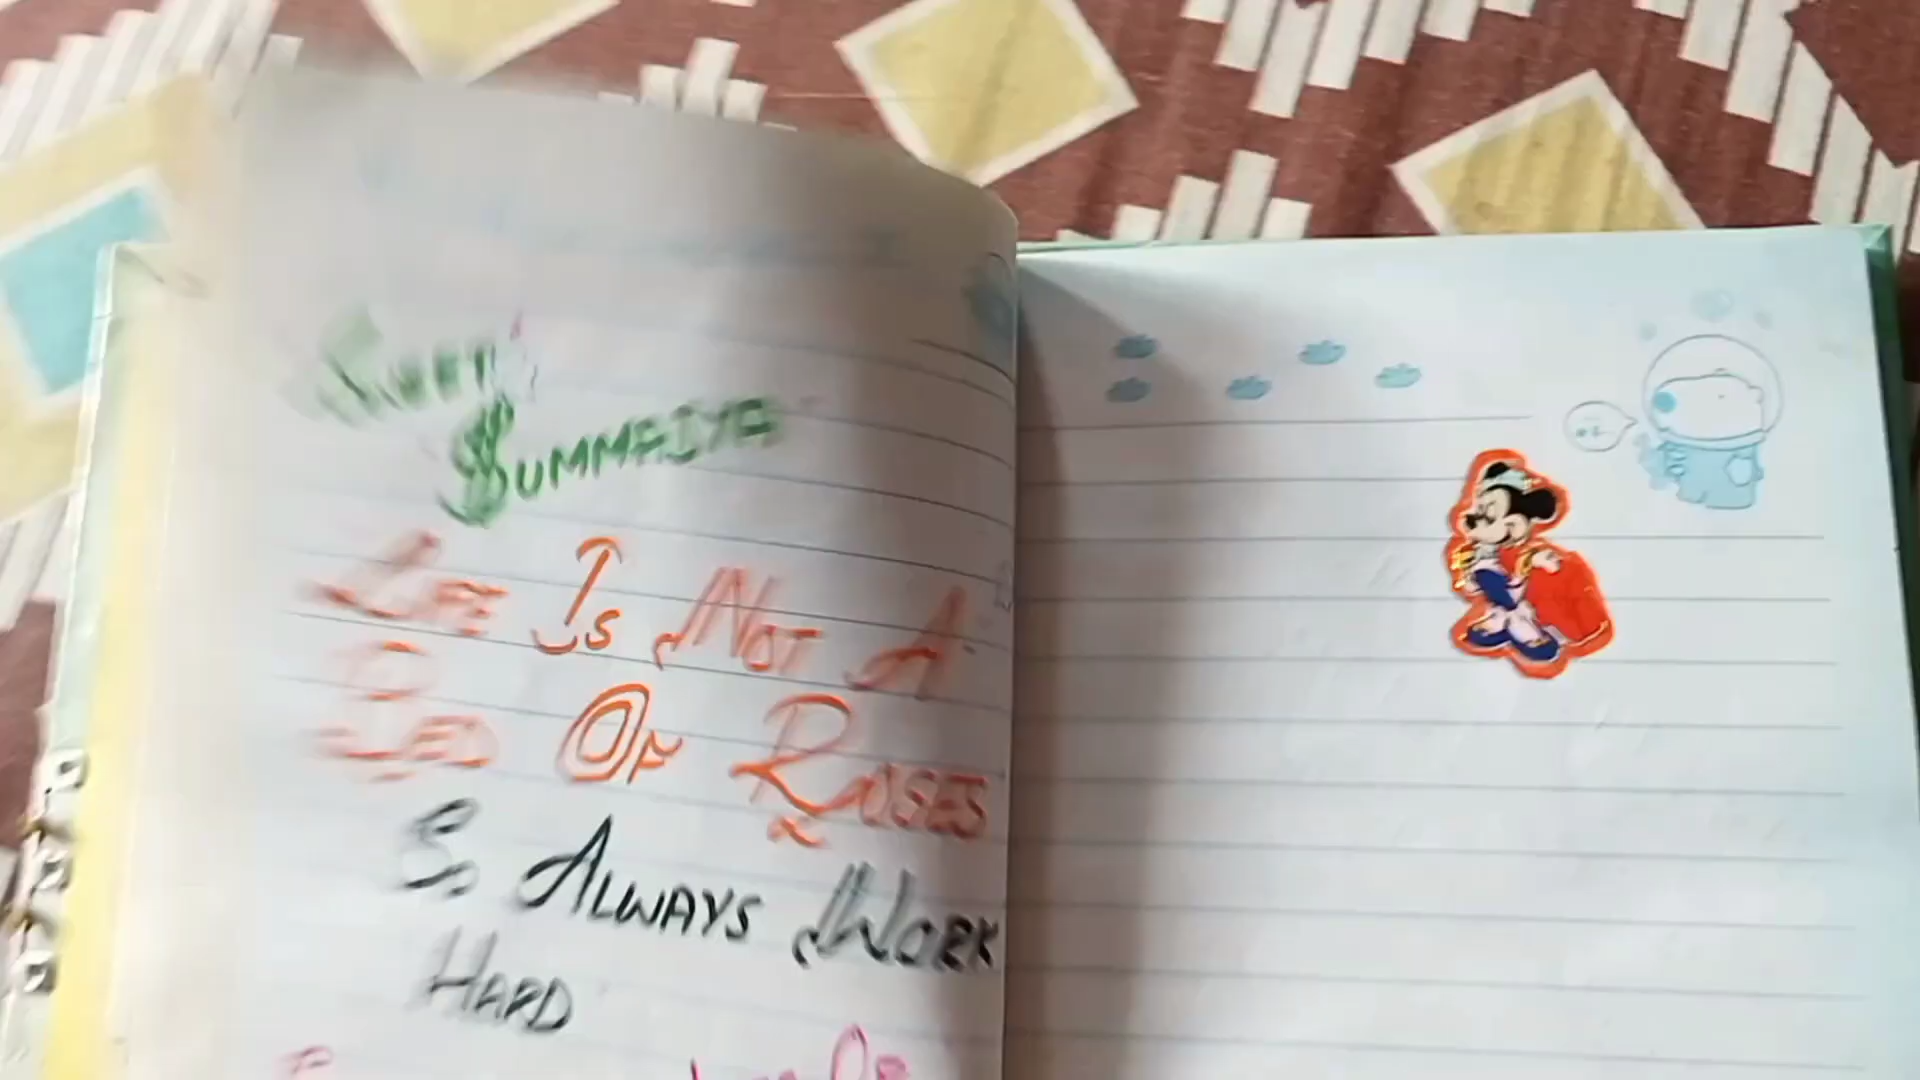 SUMMAIYA
LIFE IS NOT A
BED OF ROSES
SO ALWAYS WORK
HARD